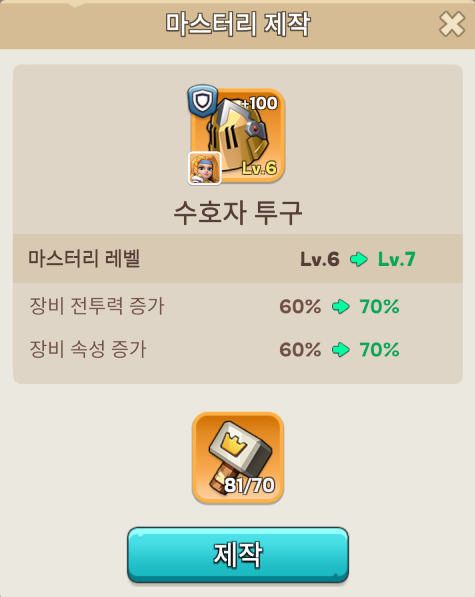 마스터리 제작
+100
Lv.6
수호자 투구
마스터리 레벨 Lv.6 Lv.7
장비 전투력 증가 60% 70%
장비 속성 증가 60% 70%
81/70
제작